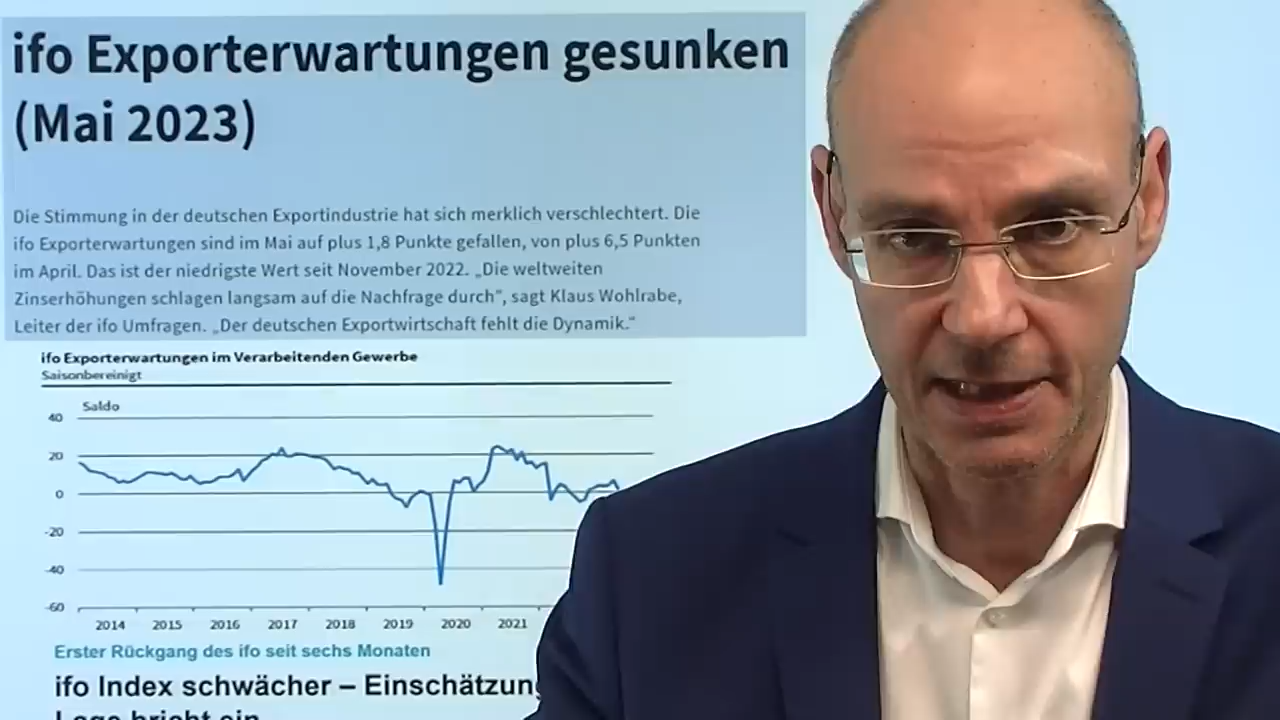 ifo Exporterwartungen gesunken
(Mai 2023)
Die Stimmung in der deutschen Exportindustrie hat sich merklich verschlechtert. Die
ifo Exporterwartungen sind im Mai auf plus 1,8 Punkte gefallen, von plus 6,5 Punkten
im April. Das ist der niedrigste Wert seit November 2022. „Die weltweiten
Zinserhöhungen schlagen langsam auf die Nachfrage durch“, sagt Klaus Wohlrabe,
Leiter der ifo Umfragen. „Der deutschen Exportwirtschaft fehlt die Dynamik.“
ifo Exporterwartungen im Verarbeitenden Gewerbe
Saisonbereinigt
Saldo
40
20
0
-20
-40
-60
2014 2015 2016 2017 2018 2019 2020 2021
Erster Rückgang des ifo seit sechs Monaten
ifo Index schwächer – Einschätzung
Lage bricht ein